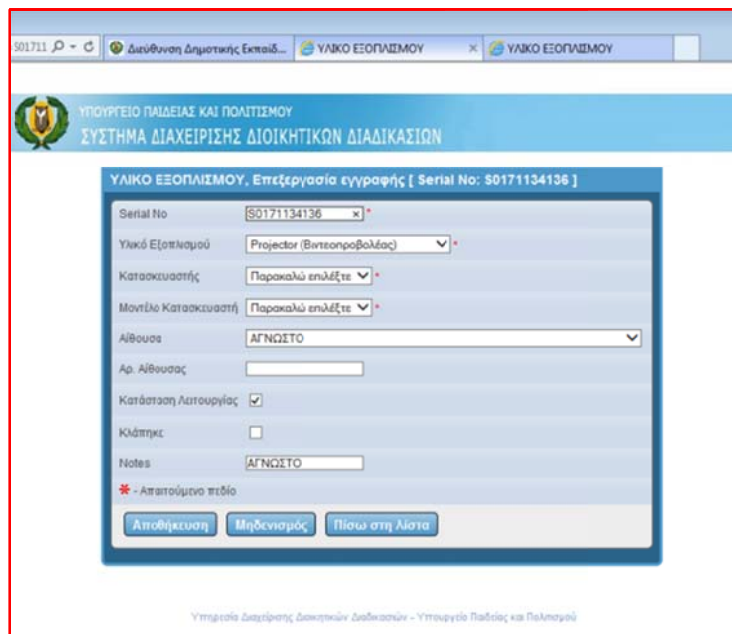 S01711
Διεύθυνση Δημοτικής Εκπαίδ... ΥΛΙΚΟ ΕΞΟΠΛΙΣΜΟΥ × ΥΛΙΚΟ ΕΞΟΠΛΙΣΜΟΥ
ΥΠΟΥΡΓΕΙΟ ΠΑΙΔΕΙΑΣ ΚΑΙ ΠΟΛΙΤΙΣΜΟΥ
ΣΥΣΤΗΜΑ ΔΙΑΧΕΙΡΙΣΗΣ ΔΙΟΙΚΗΤΙΚΩΝ ΔΙΑΔΙΚΑΣΙΩΝ
ΥΛΙΚΟ ΕΞΟΠΛΙΣΜΟΥ, Επεξεργασία εγγραφής [ Serial No: S0171134136 ]
Serial No S0171134136 × *
Υλικό Εξοπλισμού Projector (Βιντεοπροβολέας) *
Κατασκευαστής Παρακαλώ επιλέξτε *
Μοντέλο Κατασκευαστή Παρακαλώ επιλέξτε *
Αίθουσα ΑΓΝΩΣΤΟ
Αρ. Αίθουσας
Κατάσταση Λειτουργίας
Κλάπηκε
Notes ΑΓΝΩΣΤΟ
* - Απαιτούμενο πεδίο
Αποθήκευση Μηδενισμός Πίσω στη λίστα
Υπηρεσία Διαχείρισης Διοικητικών Διαδικασιών - Υπουργείο Παιδείας και Πολιτισμού